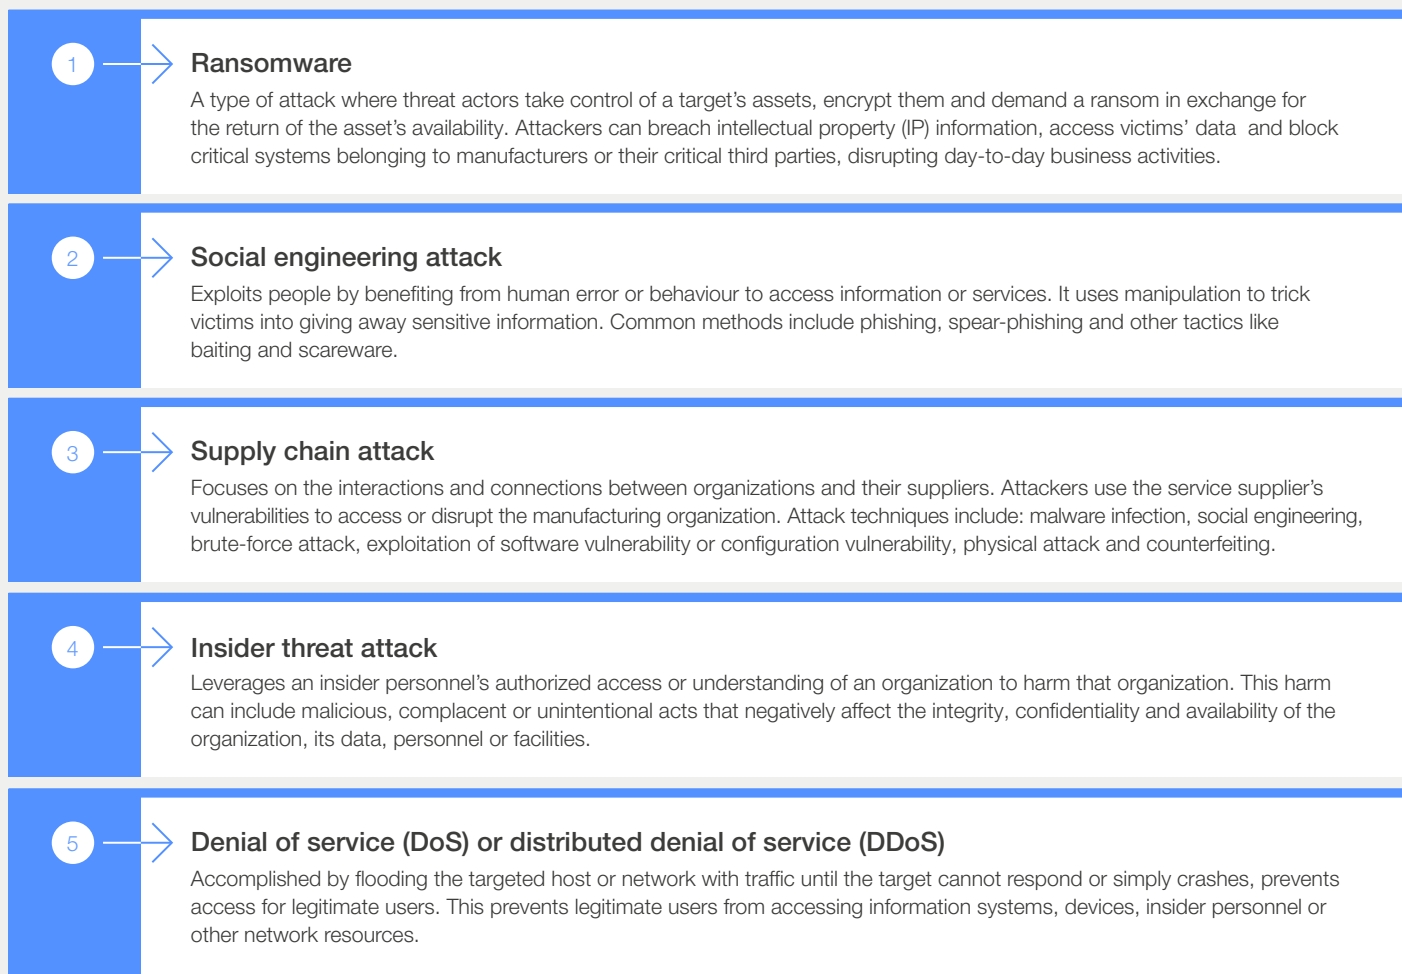 1
Ransomware
A type of attack where threat actors take control of a target’s assets, encrypt them and demand a ransom in exchange for
the return of the asset’s availability. Attackers can breach intellectual property (IP) information, access victims’ data and block
critical systems belonging to manufacturers or their critical third parties, disrupting day-to-day business activities.
2
Social engineering attack
Exploits people by benefiting from human error or behaviour to access information or services. It uses manipulation to trick
victims into giving away sensitive information. Common methods include phishing, spear-phishing and other tactics like
baiting and scareware.
3
Supply chain attack
Focuses on the interactions and connections between organizations and their suppliers. Attackers use the service supplier’s
vulnerabilities to access or disrupt the manufacturing organization. Attack techniques include: malware infection, social engineering,
brute-force attack, exploitation of software vulnerability or configuration vulnerability, physical attack and counterfeiting.
4
Insider threat attack
Leverages an insider personnel’s authorized access or understanding of an organization to harm that organization. This harm
can include malicious, complacent or unintentional acts that negatively affect the integrity, confidentiality and availability of the
organization, its data, personnel or facilities.
5
Denial of service (DoS) or distributed denial of service (DDoS)
Accomplished by flooding the targeted host or network with traffic until the target cannot respond or simply crashes, prevents
access for legitimate users. This prevents legitimate users from accessing information systems, devices, insider personnel or
other network resources.